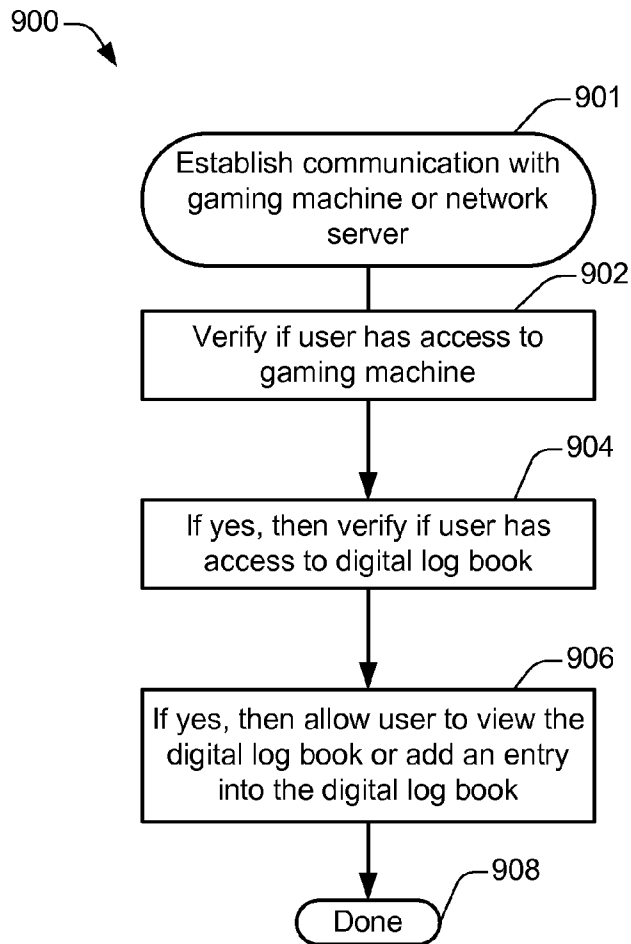 900
901
Establish communication with
gaming machine or network
server
902
Verify if user has access to
gaming machine
904
If yes, then verify if user has
access to digital log book
906
If yes, then allow user to view the
digital log book or add an entry
into the digital log book
908
Done